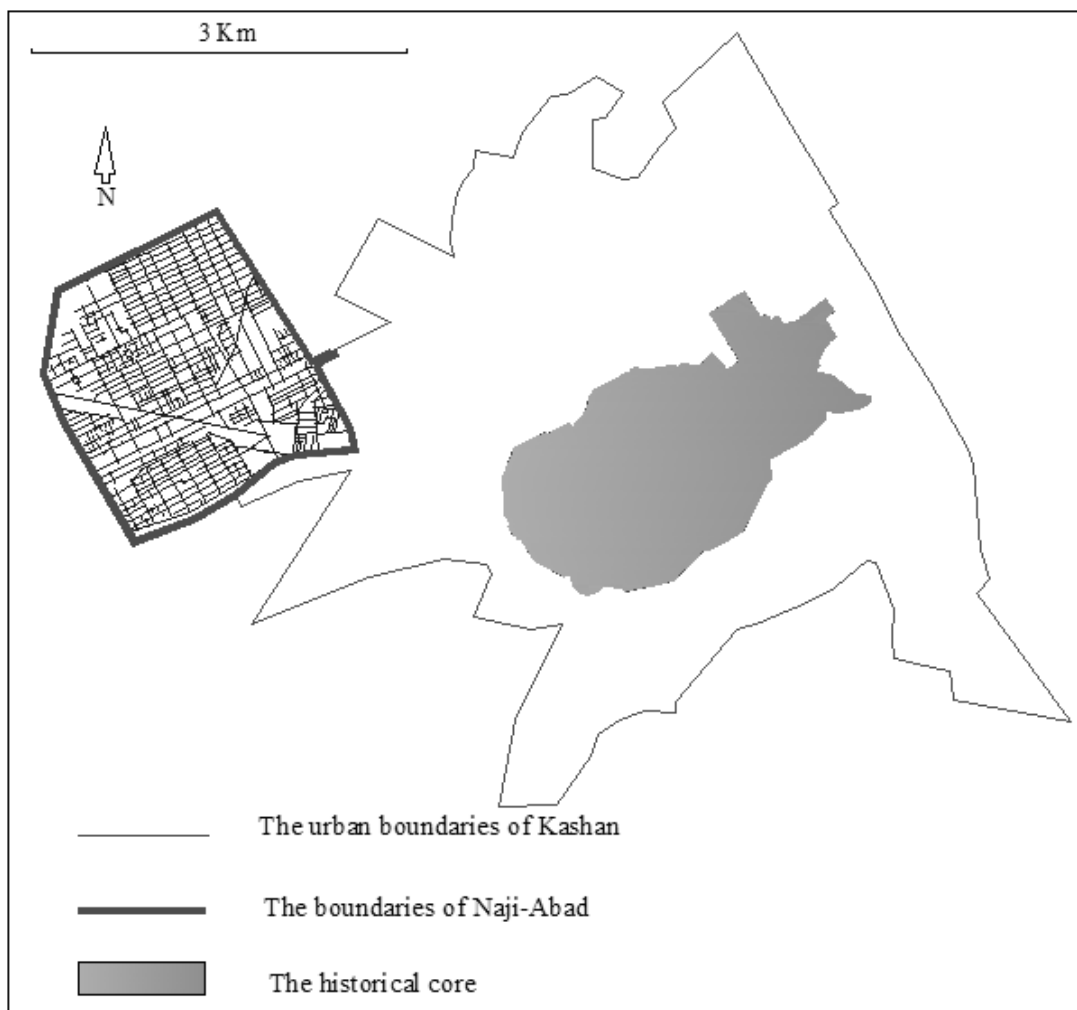 3 Km
N
The urban boundaries of Kashan
The boundaries of Naji-Abad
The historical core